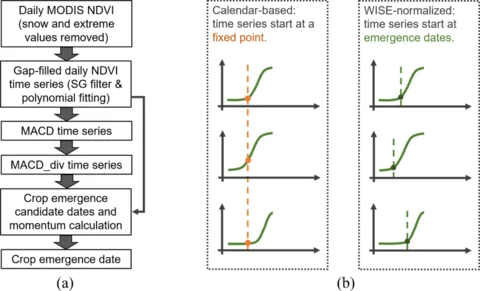 Daily MODIS NDVI
(snow and extreme
values removed)
Gap-filled daily NDVI
time series (SG filter &
polynomial fitting)
MACD time series
MACD_div time series
Crop emergence
candidate dates and
momentum calculation
Crop emergence date
(a)
Calendar-based:
time series start at a
fixed point.
WISE-normalized:
time series start at
emergence dates.
(b)